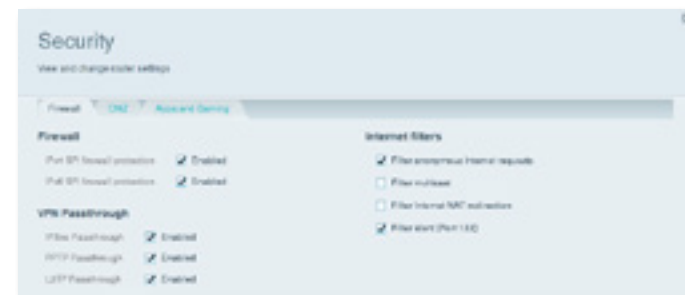 Security
View and change router settings
Firewall DMZ Apps and Gaming
Firewall
IPv4 SPI firewall protection Enabled
IPv6 SPI firewall protection Enabled
VPN Passthrough
IPSec Passthrough Enabled
PPTP Passthrough Enabled
L2TP Passthrough Enabled
Internet filters
Filter anonymous Internet requests
Filter multicast
Filter Internet NAT redirection
Filter ident (Port 113)